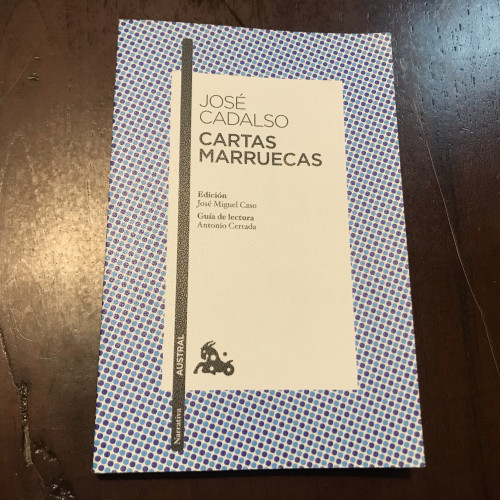 JOSÉ
CADALSO
CARTAS
MARRUECAS
Edición
José Miguel Caso
Guía de lectura
Antonio Cerrada
AUSTRAL
Narrativa